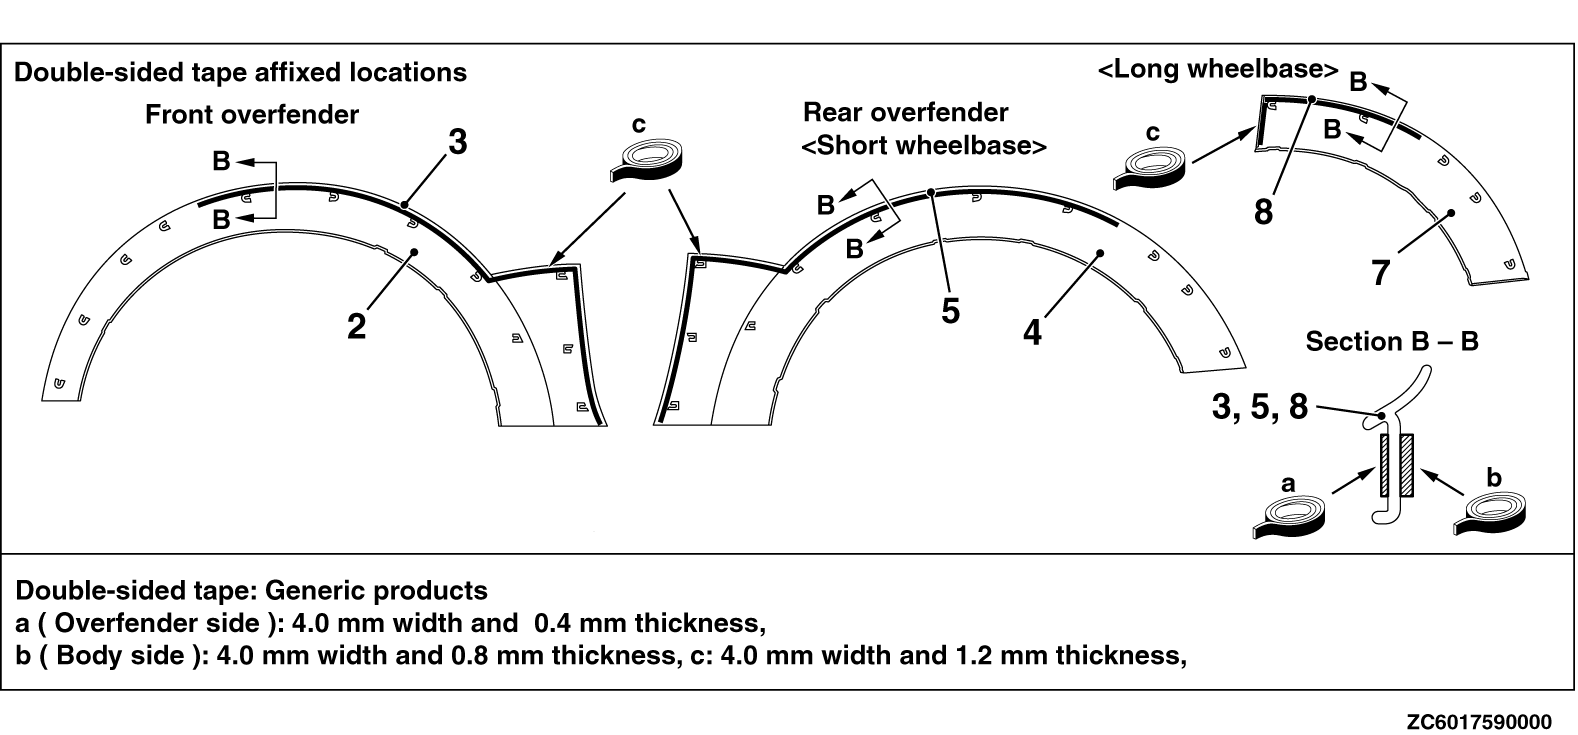 Double-sided tape affixed locations
Front overfender
3
c
B
B
2
Rear overfender
<Short wheelbase>
B
B
5
4
<Long wheelbase>
B
B
c
8
7
Section B – B
3, 5, 8
a
b
Double-sided tape: Generic products
a ( Overfender side ): 4.0 mm width and  0.4 mm thickness,
b ( Body side ): 4.0 mm width and 0.8 mm thickness, c: 4.0 mm width and 1.2 mm thickness,
ZC6017590000